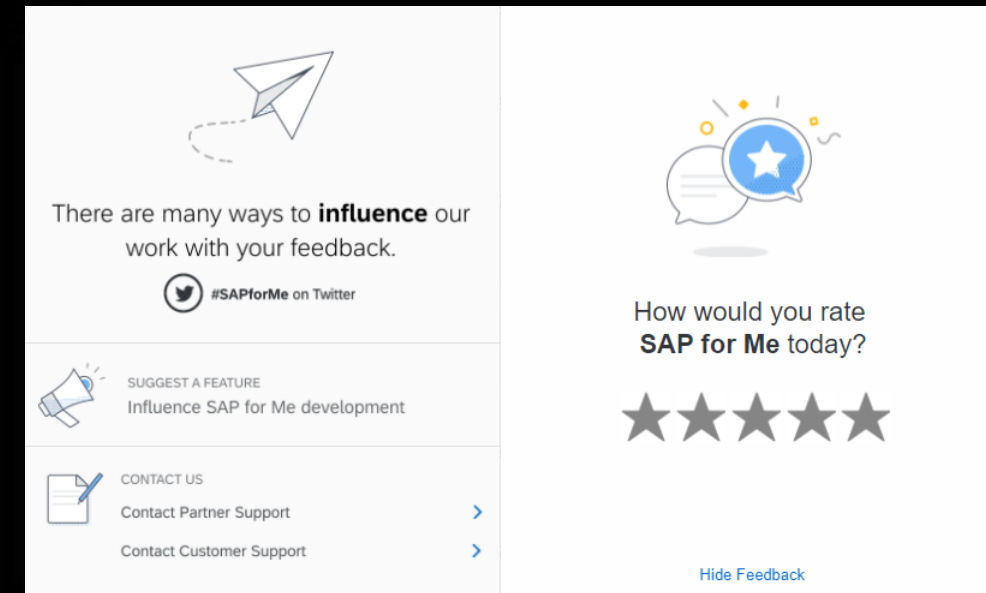 There are many ways to influence our
work with your feedback.
#SAPforMe on Twitter
SUGGEST A FEATURE
Influence SAP for Me development
CONTACT US
Contact Partner Support
Contact Customer Support
How would you rate
SAP for Me today?
Hide Feedback